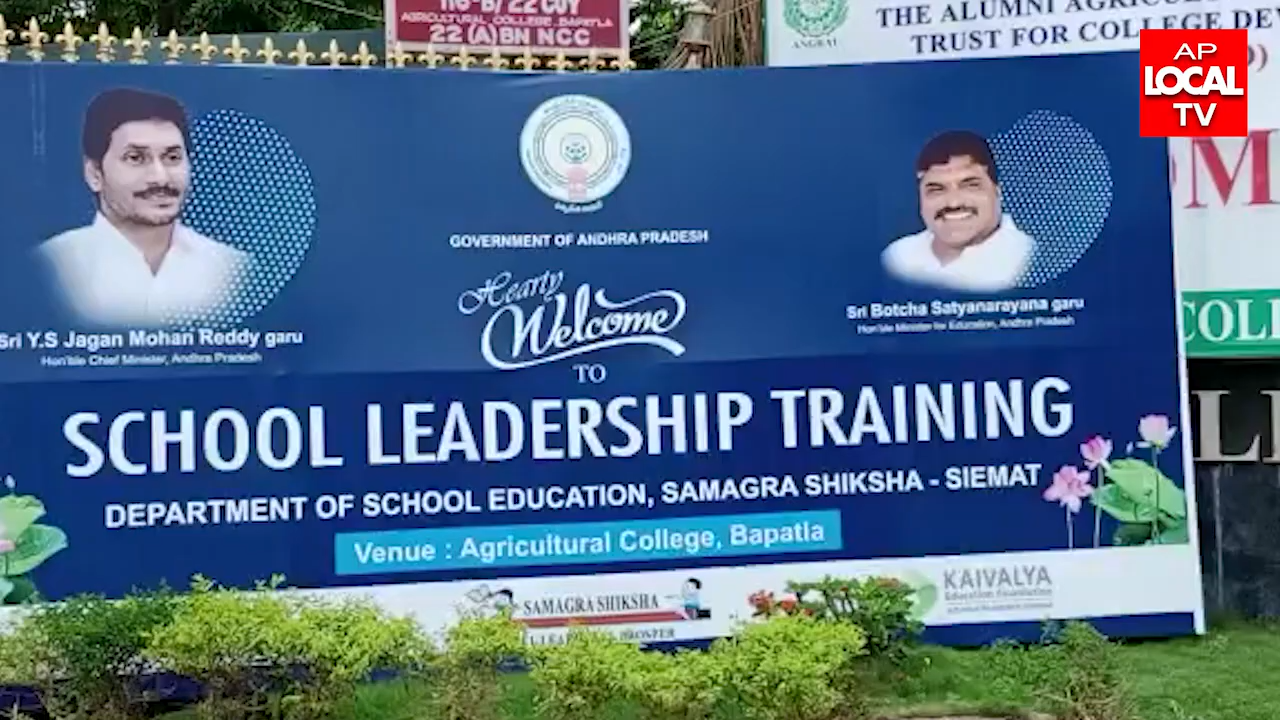 AGRICULTURAL COLLEGE, BAPATLA
22 (A) BN NCC
ANGRAU
THE ALUMNI
TRUST FOR COLLEGE
AP
LOCAL
TV
GOVERNMENT OF ANDHRA PRADESH
Sri Y.S Jagan Mohan Reddy garu
Hon'ble Chief Minister, Andhra Pradesh
Sri Botcha Satyanarayana garu
Hon'ble Minister for Education, Andhra Pradesh
Hearty
Welcome
TO
SCHOOL LEADERSHIP TRAINING
DEPARTMENT OF SCHOOL EDUCATION, SAMAGRA SHIKSHA - SIEMAT
Venue : Agricultural College, Bapatla
SAMAGRA SHIKSHA
KAIVALYA
Education Foundation